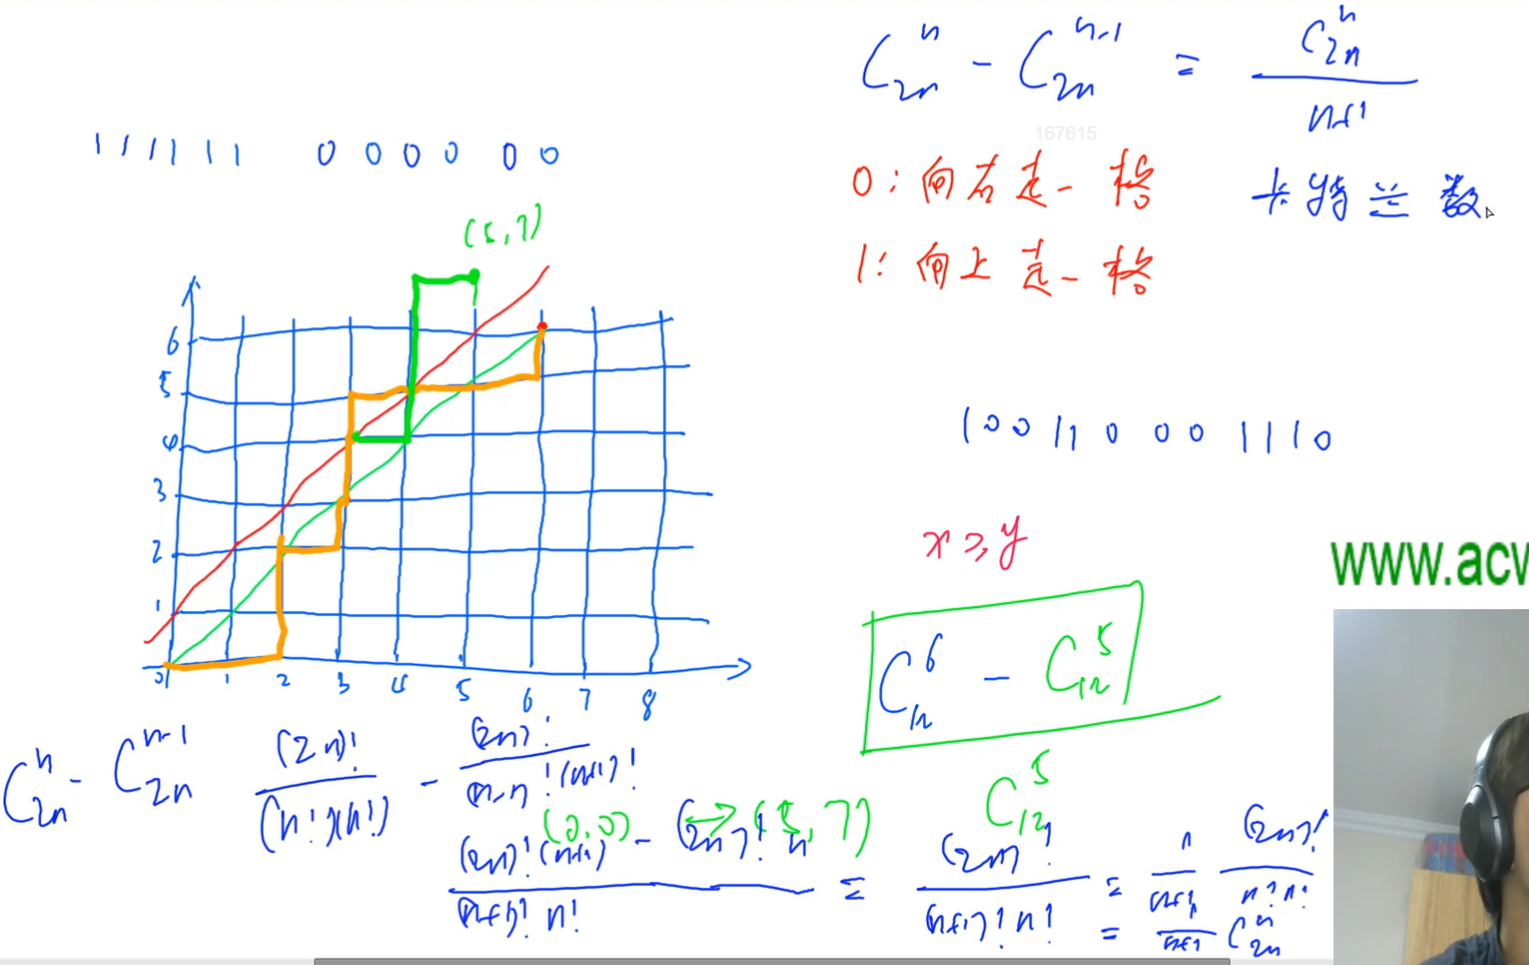 C_{2n}^{n} - C_{2n}^{n-1} = \frac{C_{2n}^{n}}{n+1}
167615
111111 000000
0: 向右走一格
卡特兰数
1: 向上走一格
(5,7)
6
5
4
3
2
1
0 1 2 3 4 5 6 7 8
100110001110
x ≥ y
www.acw
C_{12}^{6} - C_{12}^{5}
C_{12}^{5}
C_{2n}^{n} - C_{2n}^{n-1} \frac{(2n)!}{(n!)(n!)} - \frac{(2n)!}{(n-1)!(n+1)!}
(0,0) ↔ (5,7)
\frac{(2n)!(n+1) - (2n)! n}{(n+1)! n!} = \frac{(2n)!}{(n+1)! n!} = \frac{1}{n+1} \frac{(2n)!}{n! n!}
= \frac{1}{n+1} C_{2n}^{n}